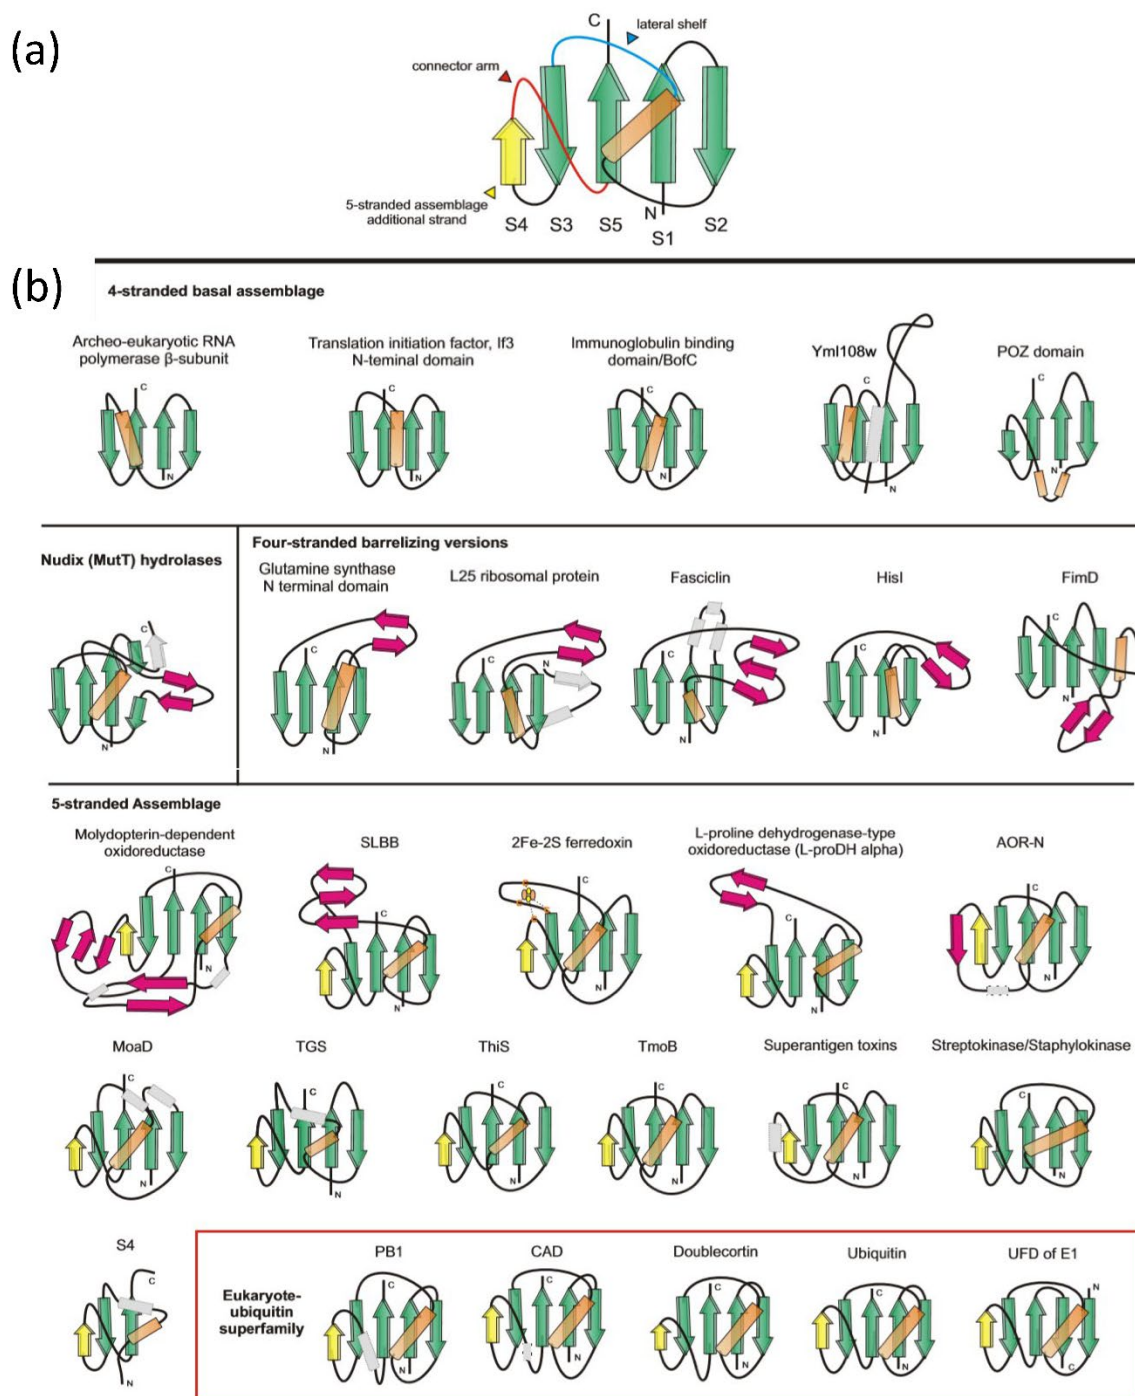 (a)
C
lateral shelf
connector arm
5-stranded assemblage
additional strand
N
S4 S3 S5 S1 S2
(b)
4-stranded basal assemblage
Archeo-eukaryotic RNA
polymerase β-subunit
C
N
Translation initiation factor, If3
N-teminal domain
C
N
Immunoglobulin binding
domain/BofC
C
N
Yml108w
C
N
POZ domain
C
N
Nudix (MutT) hydrolases
C
N
Four-stranded barrelizing versions
Glutamine synthase
N terminal domain
C
N
L25 ribosomal protein
C
N
Fasciclin
C
N
HisI
C
N
FimD
C
N
5-stranded Assemblage
Molydopterin-dependent
oxidoreductase
C
N
SLBB
C
N
2Fe-2S ferredoxin
C
N
L-proline dehydrogenase-type
oxidoreductase (L-proDH alpha)
C
N
AOR-N
C
N
MoaD
C
N
TGS
C
N
ThiS
C
N
TmoB
C
N
Superantigen toxins
C
N
Streptokinase/Staphylokinase
C
N
S4
C
N
Eukaryote-
ubiquitin
superfamily
PB1
C
N
CAD
C
N
Doublecortin
C
N
Ubiquitin
C
N
UFD of E1
N
C